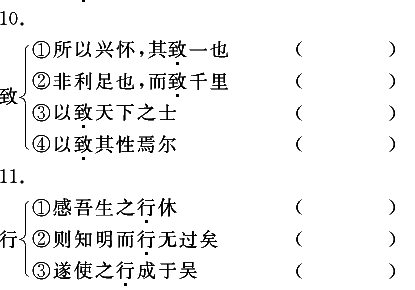 10.
致
①所以兴怀，其致一也 （ ）
②非利足也，而致千里 （ ）
③以致天下之士 （ ）
④以致其性焉尔 （ ）
11.
行
①感吾生之行休 （ ）
②则知明而行无过矣 （ ）
③遂使之行成于吴 （ ）